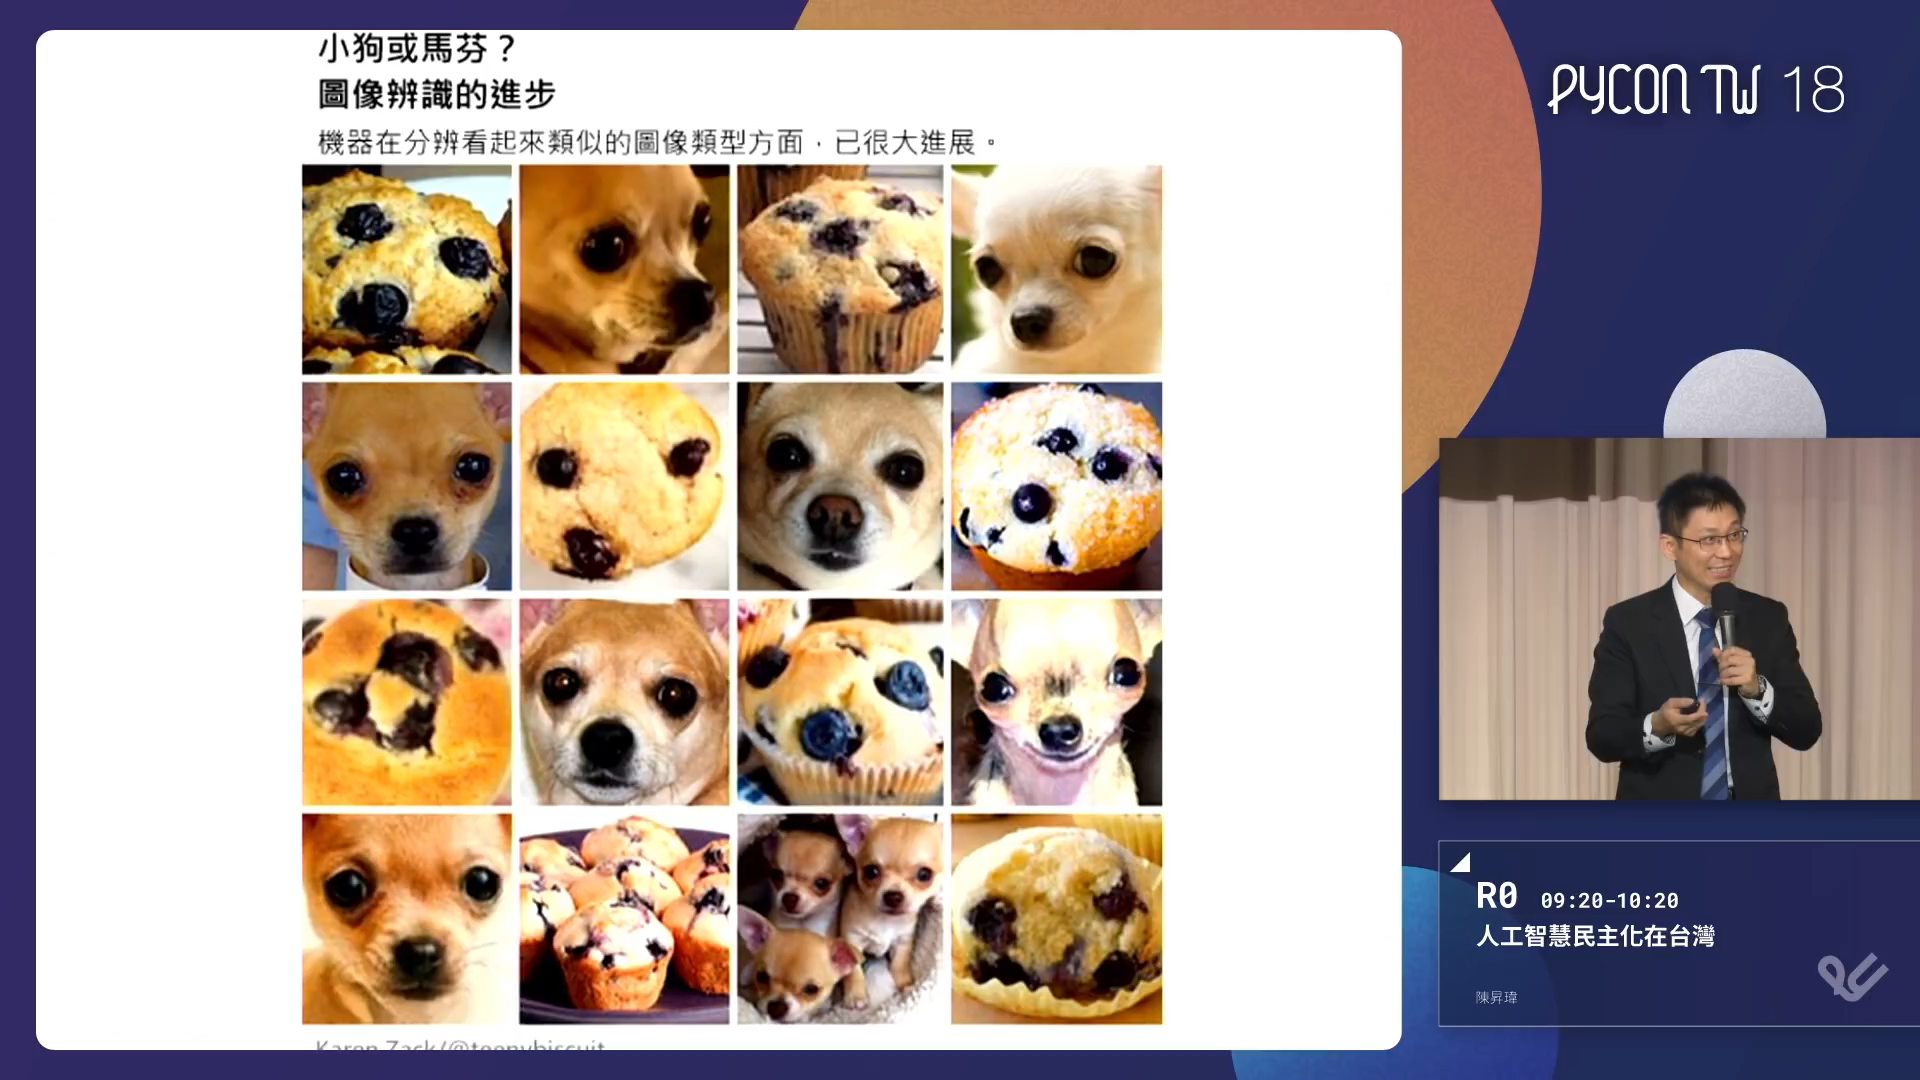 小狗或馬芬？
圖像辨識的進步
機器在分辨看起來類似的圖像類型方面，已很大進展。
Karen Zack/@teenybiscuit
PYCON TW 18
R0 09:20-10:20
人工智慧民主化在台灣
陳昇瑋